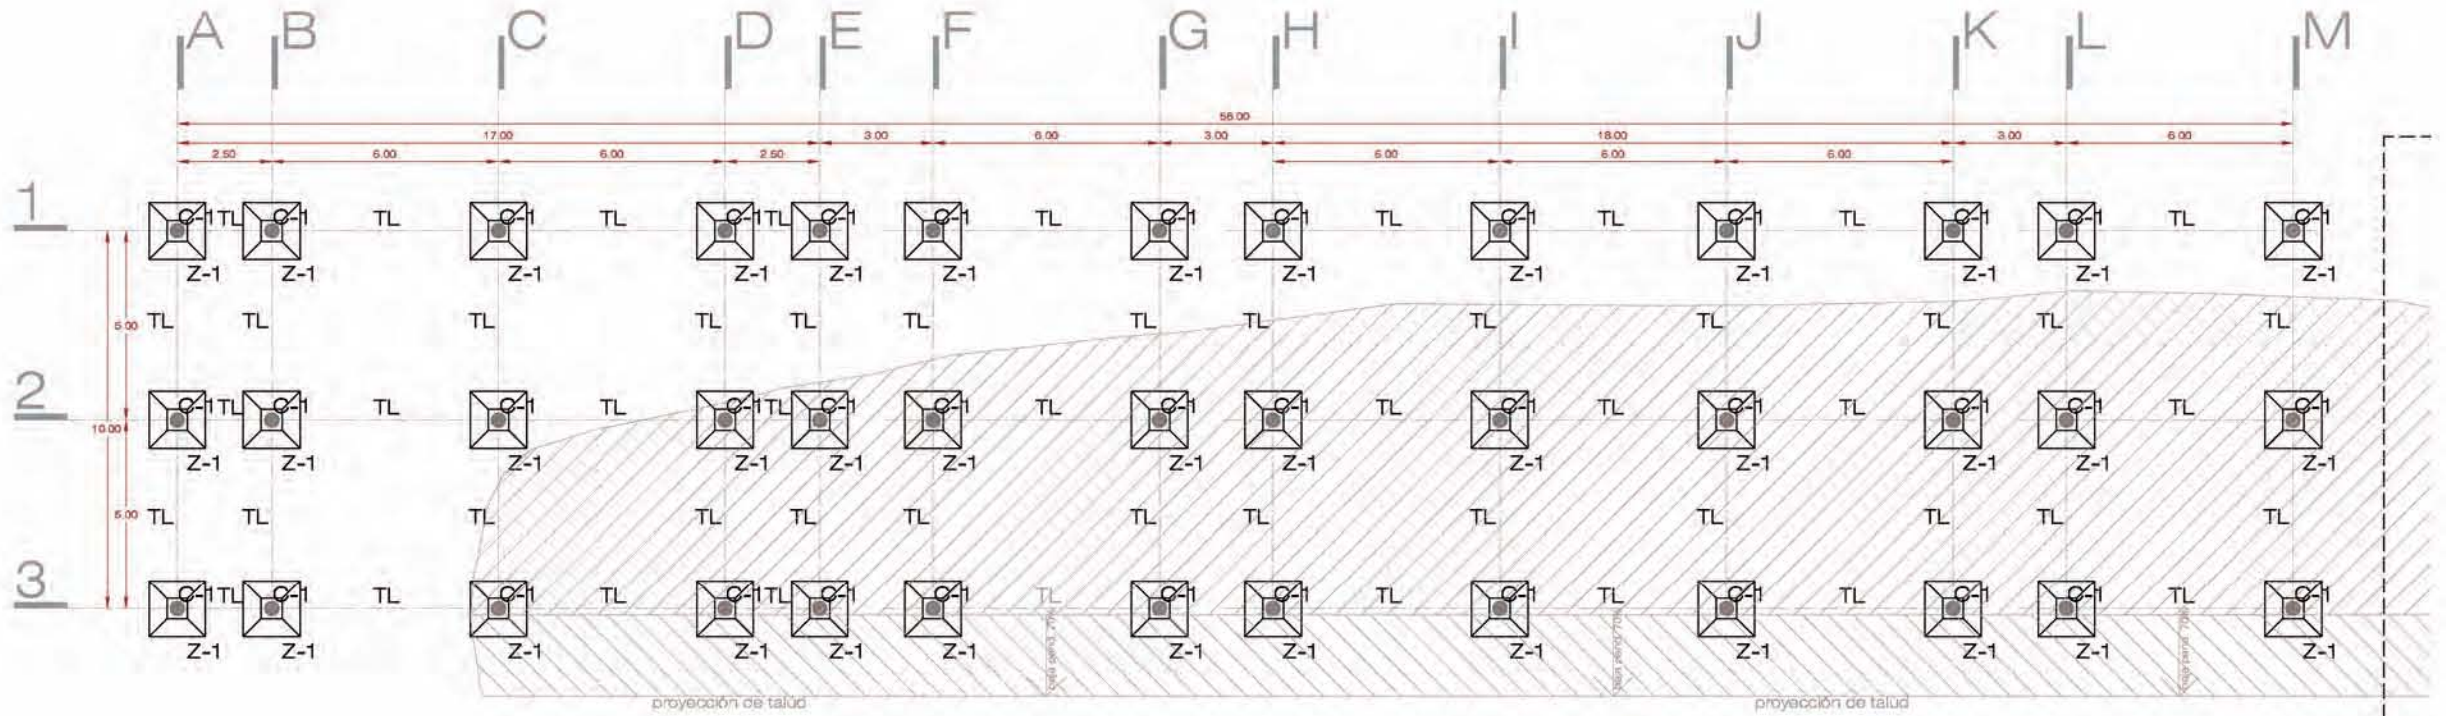 A B C D E F G H I J K L M
56.00
17.00 3.00 6.00 3.00 18.00 3.00 6.00
2.50 6.00 6.00 2.50 6.00 6.00 6.00
1 C-1 TL C-1 TL C-1 TL C-1 TL C-1 C-1 TL C-1 C-1 TL C-1 TL C-1 TL C-1 C-1 TL C-1
Z-1 Z-1 Z-1 Z-1 Z-1 Z-1 Z-1 Z-1 Z-1 Z-1 Z-1 Z-1 Z-1
5.00 TL TL TL TL TL TL TL TL TL TL TL TL TL
2 C-1 TL C-1 TL C-1 TL C-1 TL C-1 C-1 TL C-1 C-1 TL C-1 TL C-1 TL C-1 C-1 TL C-1
10.00
Z-1 Z-1 Z-1 Z-1 Z-1 Z-1 Z-1 Z-1 Z-1 Z-1 Z-1 Z-1 Z-1
5.00 TL TL TL TL TL TL TL TL TL TL TL TL TL
3 C-1 TL C-1 TL C-1 TL C-1 TL C-1 C-1 TL C-1 C-1 TL C-1 TL C-1 TL C-1 C-1 TL C-1
Z-1 Z-1 Z-1 Z-1 Z-1 Z-1 Z-1 Z-1 Z-1 Z-1 Z-1 Z-1 Z-1
proyección de talúd proyección de talúd